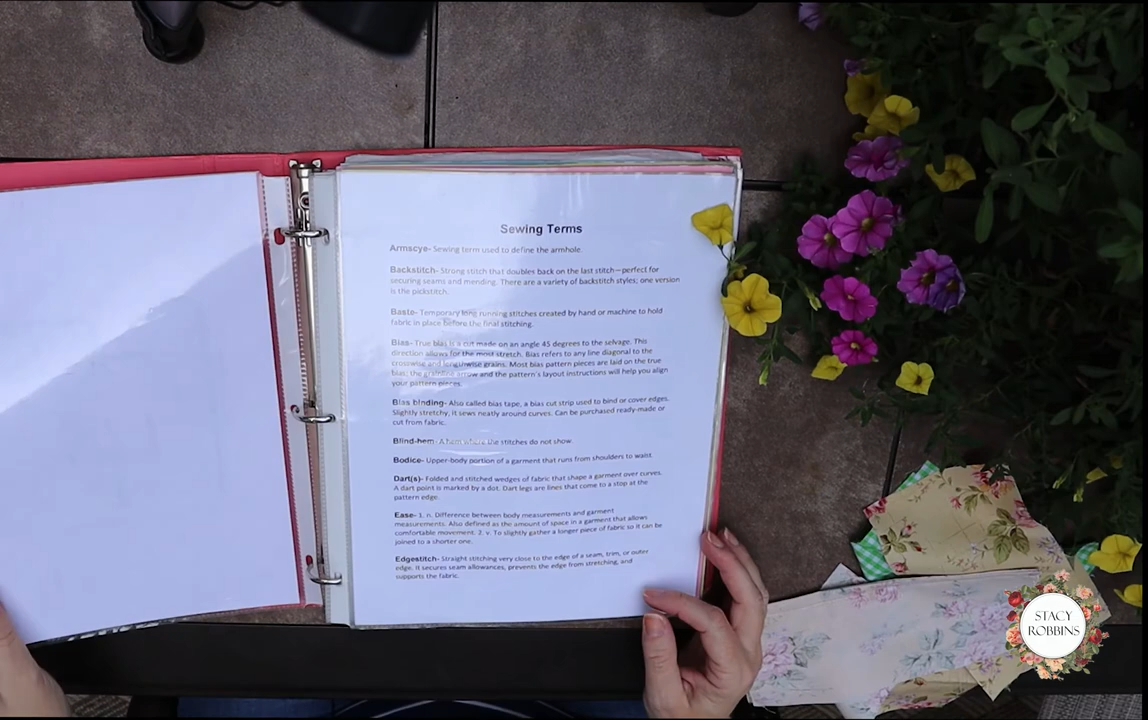 Sewing Terms
Armscye- Sewing term used to define the armhole.
Backstitch- Strong stitch that doubles back on the last stitch—perfect for
securing seams and mending. There are a variety of backstitch styles; one version
is the pickstitch.
Baste- Temporary long running stitches created by hand or machine to hold
fabric in place before the final stitching.
Bias- True bias is a cut made on an angle 45 degrees to the selvage. This
direction allows for the most stretch. Bias refers to any line diagonal to the
crosswise and lengthwise grains. Most bias pattern pieces are laid on the true
bias; the grainline arrow and the pattern's layout instructions will help you align
your pattern pieces.
Bias binding- Also called bias tape, a bias cut strip used to bind or cover edges.
Slightly stretchy, it sews neatly around curves. Can be purchased ready-made or
cut from fabric.
Blind-hem- A hem where the stitches do not show.
Bodice- Upper-body portion of a garment that runs from shoulders to waist.
Dart(s)- Folded and stitched wedges of fabric that shape a garment over curves.
A dart point is marked by a dot. Dart legs are lines that come to a stop at the
pattern edge.
Ease- 1. n. Difference between body measurements and garment
measurements. Also defined as the amount of space in a garment that allows
comfortable movement. 2. v. To slightly gather a longer piece of fabric so it can be
joined to a shorter one.
Edgestitch- Straight stitching very close to the edge of a seam, trim, or outer
edge. It secures seam allowances, prevents the edge from stretching, and
supports the fabric.
STACY
ROBBINS